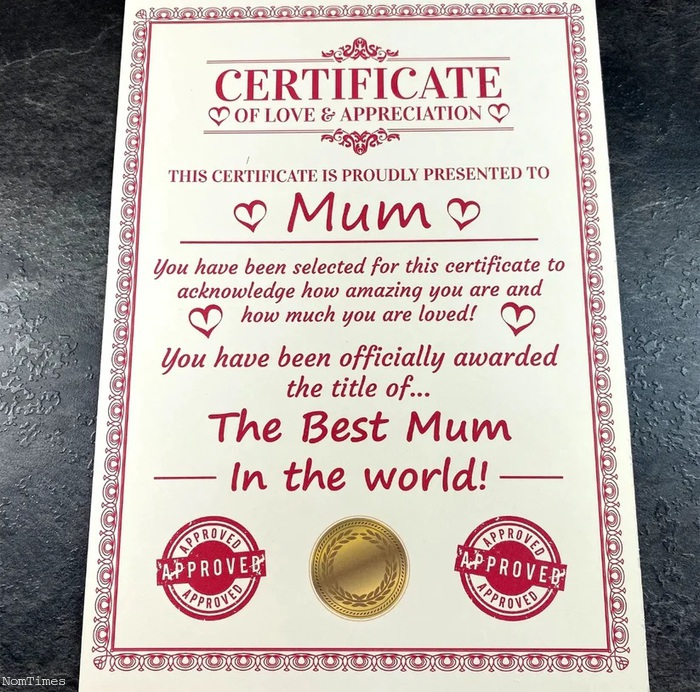 CERTIFICATE
OF LOVE & APPRECIATION
THIS CERTIFICATE IS PROUDLY PRESENTED TO
Mum
You have been selected for this certificate to
acknowledge how amazing you are and
how much you are loved!
You have been officially awarded
the title of...
The Best Mum
In the world!
APPROVED
APPROVED
APPROVED
APPROVED
APPROVED
APPROVED
NomTimes